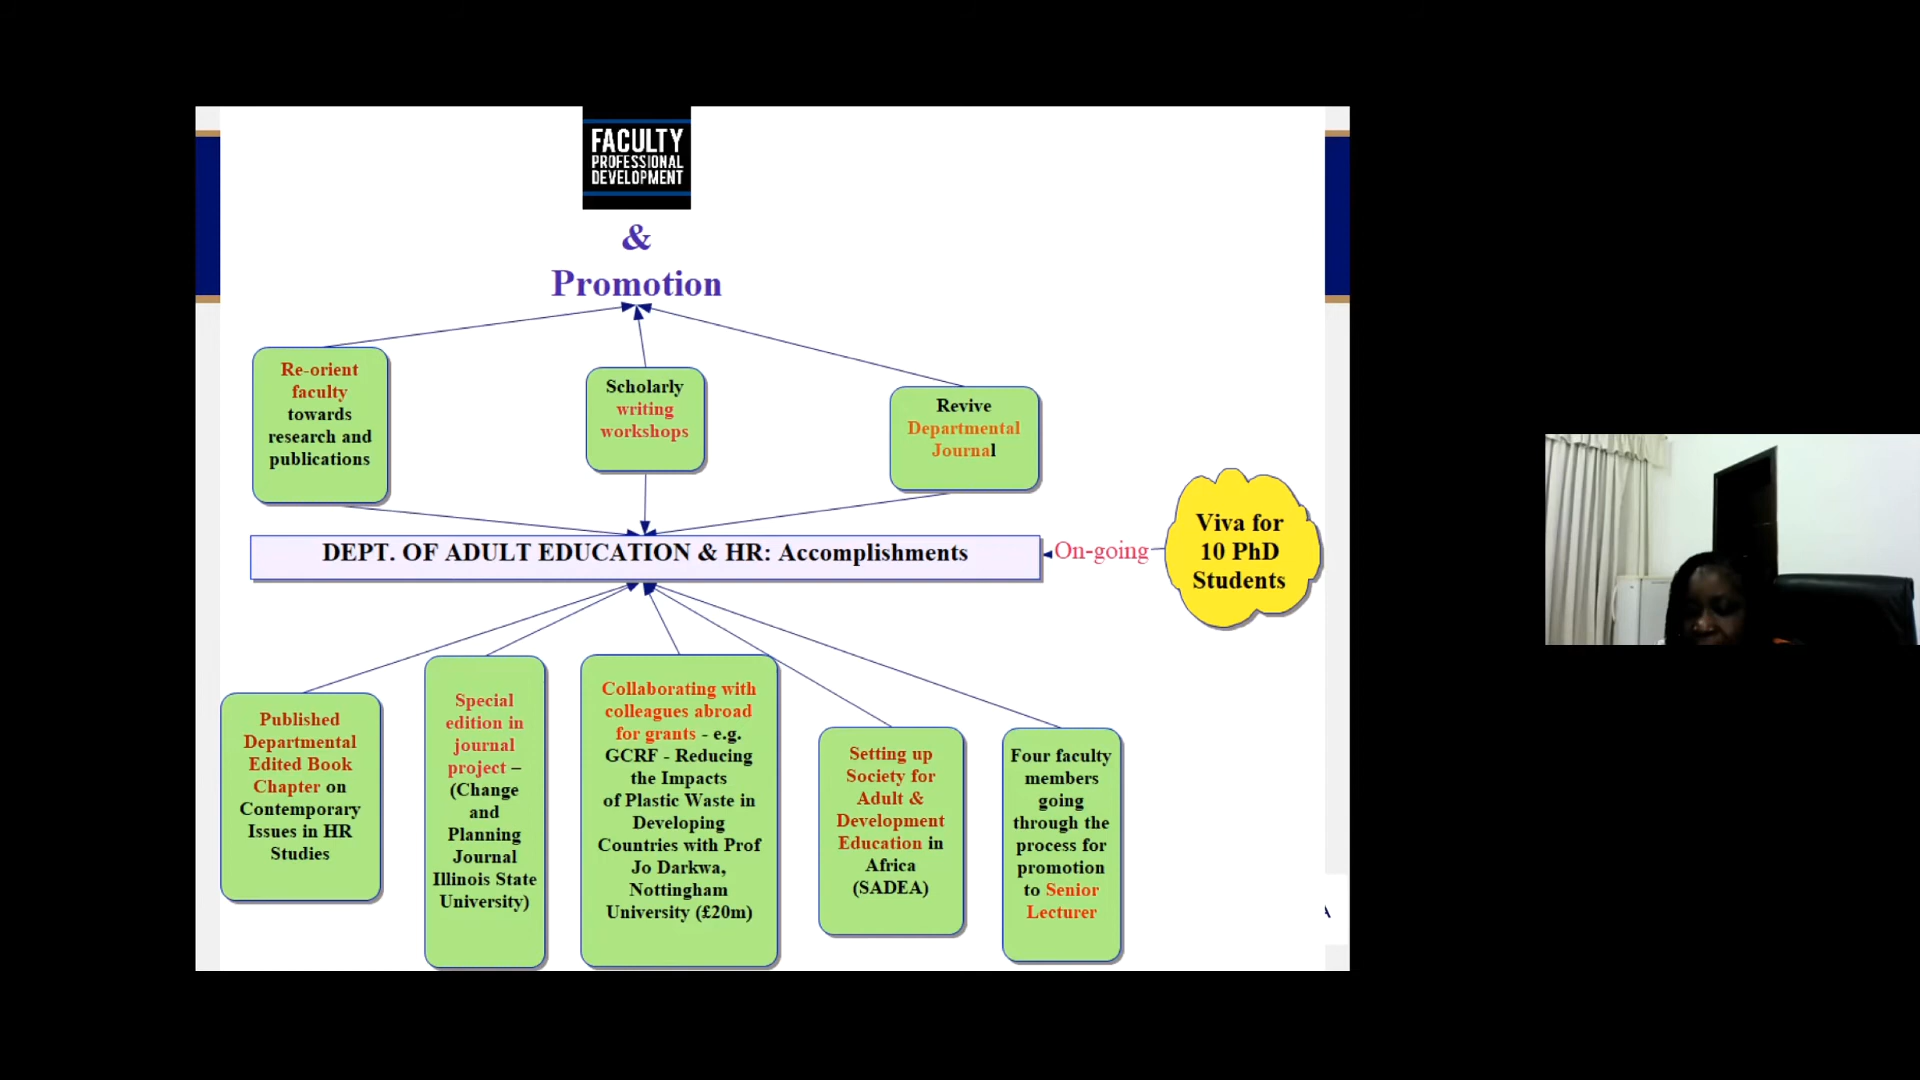 FACULTY
PROFESSIONAL
DEVELOPMENT
&
Promotion
Re-orient
faculty
towards
research and
publications
Scholarly
writing
workshops
Revive
Departmental
Journal
DEPT. OF ADULT EDUCATION & HR: Accomplishments
On-going
Viva for
10 PhD
Students
Published
Departmental
Edited Book
Chapter on
Contemporary
Issues in HR
Studies
Special
edition in
journal
project –
(Change
and
Planning
Journal
Illinois State
University)
Collaborating with
colleagues abroad
for grants - e.g.
GCRF - Reducing
the Impacts
of Plastic Waste in
Developing
Countries with Prof
Jo Darkwa,
Nottingham
University (£20m)
Setting up
Society for
Adult &
Development
Education in
Africa
(SADEA)
Four faculty
members
going
through the
process for
promotion
to Senior
Lecturer